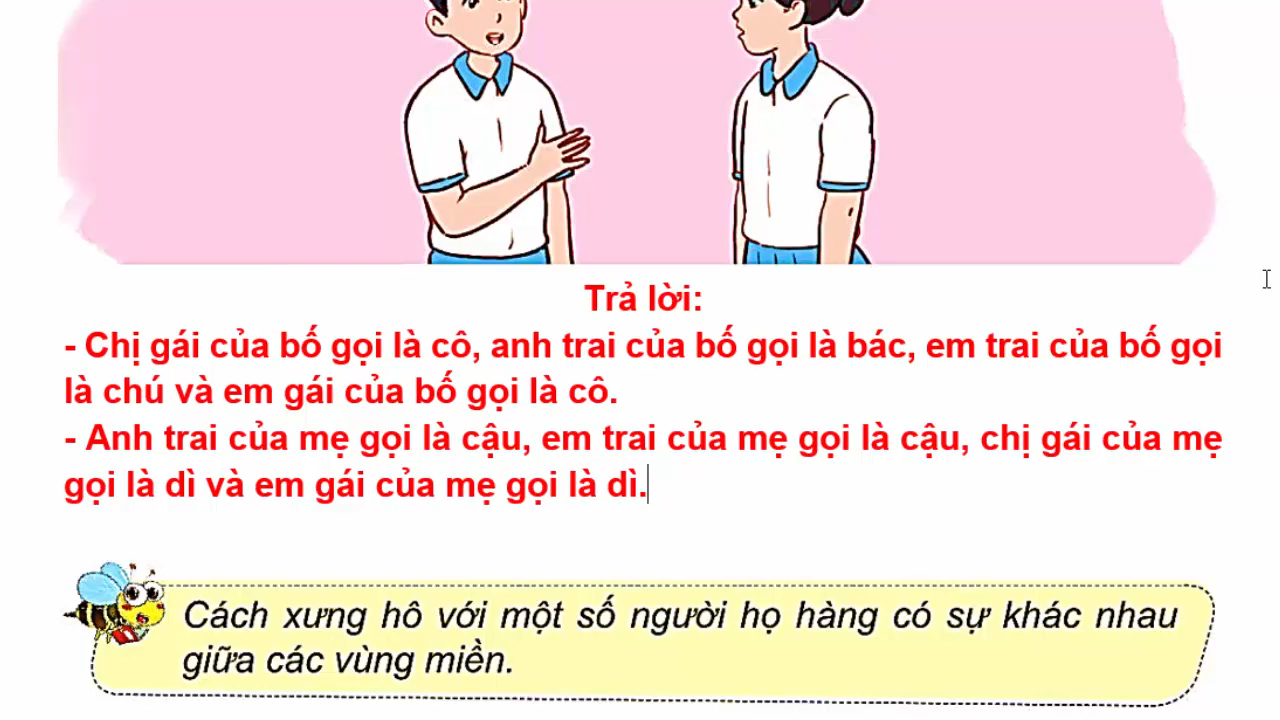 Trả lời:
- Chị gái của bố gọi là cô, anh trai của bố gọi là bác, em trai của bố gọi
là chú và em gái của bố gọi là cô.
- Anh trai của mẹ gọi là cậu, em trai của mẹ gọi là cậu, chị gái của mẹ
gọi là dì và em gái của mẹ gọi là dì.
Cách xưng hô với một số người họ hàng có sự khác nhau
giữa các vùng miền.